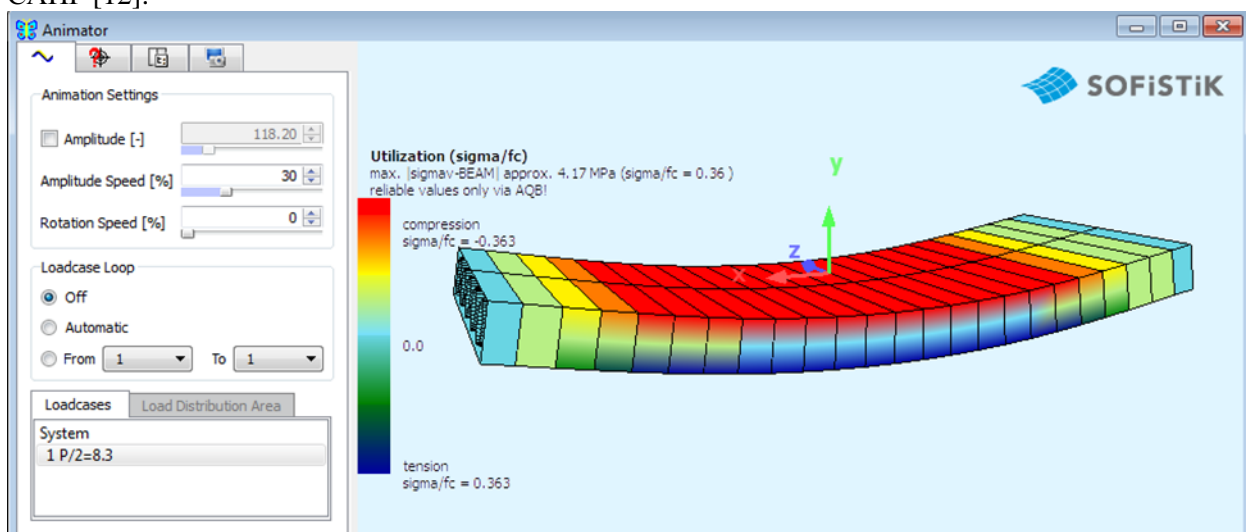 CAHP [12].
Animator
Animation Settings
Amplitude [-] 118.20
Amplitude Speed [%] 30
Rotation Speed [%] 0
Loadcase Loop
Off
Automatic
From 1 To 1
Loadcases Load Distribution Area
System
1 P/2=8.3
SOFiSTiK
Utilization (sigma/fc)
max. |sigmav-BEAM| approx. 4.17 MPa (sigma/fc = 0.36 )
reliable values only via AQB!
compression
sigma/fc = -0.363
0.0
tension
sigma/fc = 0.363
y
z
x